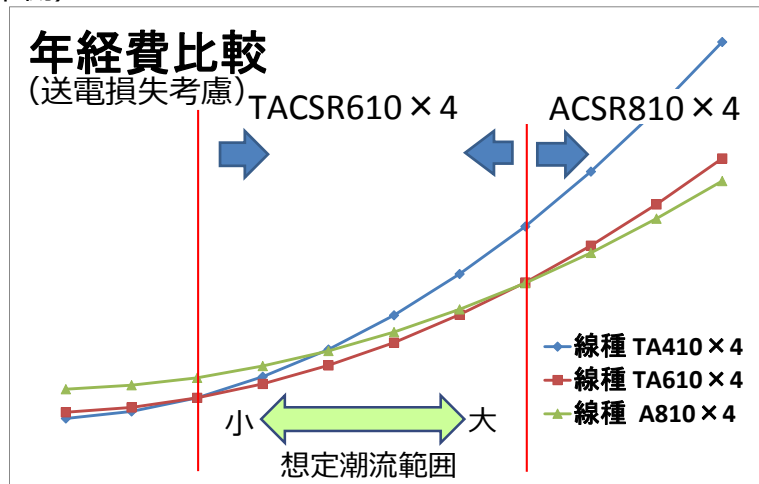 年経費比較
(送電損失考慮)
TACSR610×4
ACSR810×4
線種 TA410×4
線種 TA610×4
線種 A810×4
小
大
想定潮流範囲